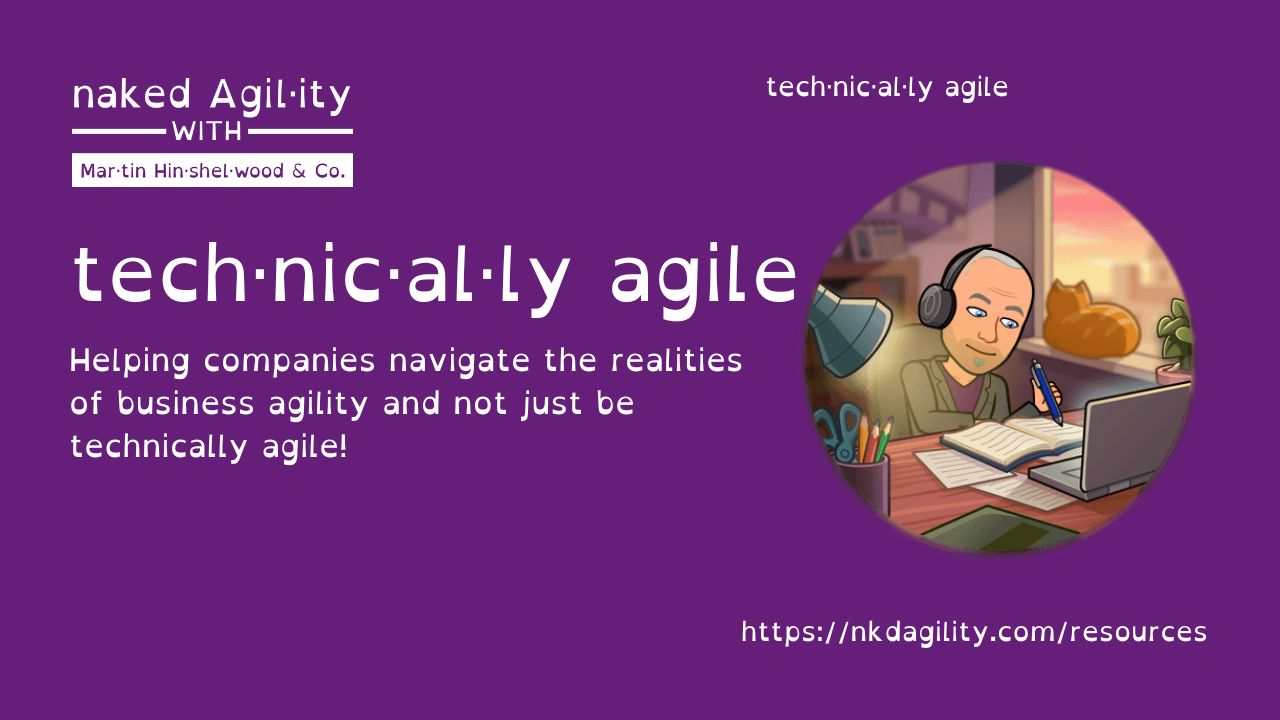 naked Agil·ity
WITH
Mar·tin Hin·shel·wood & Co.
tech·nic·al·ly agile
tech·nic·al·ly agile
Helping companies navigate the realities
of business agility and not just be
technically agile!
https://nkdagility.com/resources